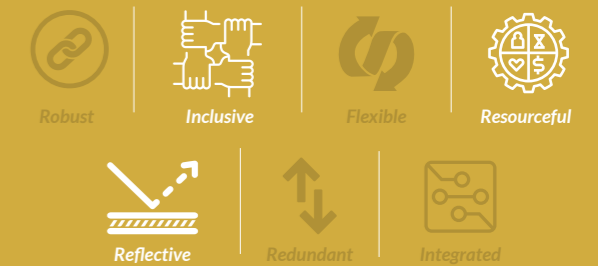 Robust
Inclusive
Flexible
Resourceful
Reflective
Redundant
Integrated